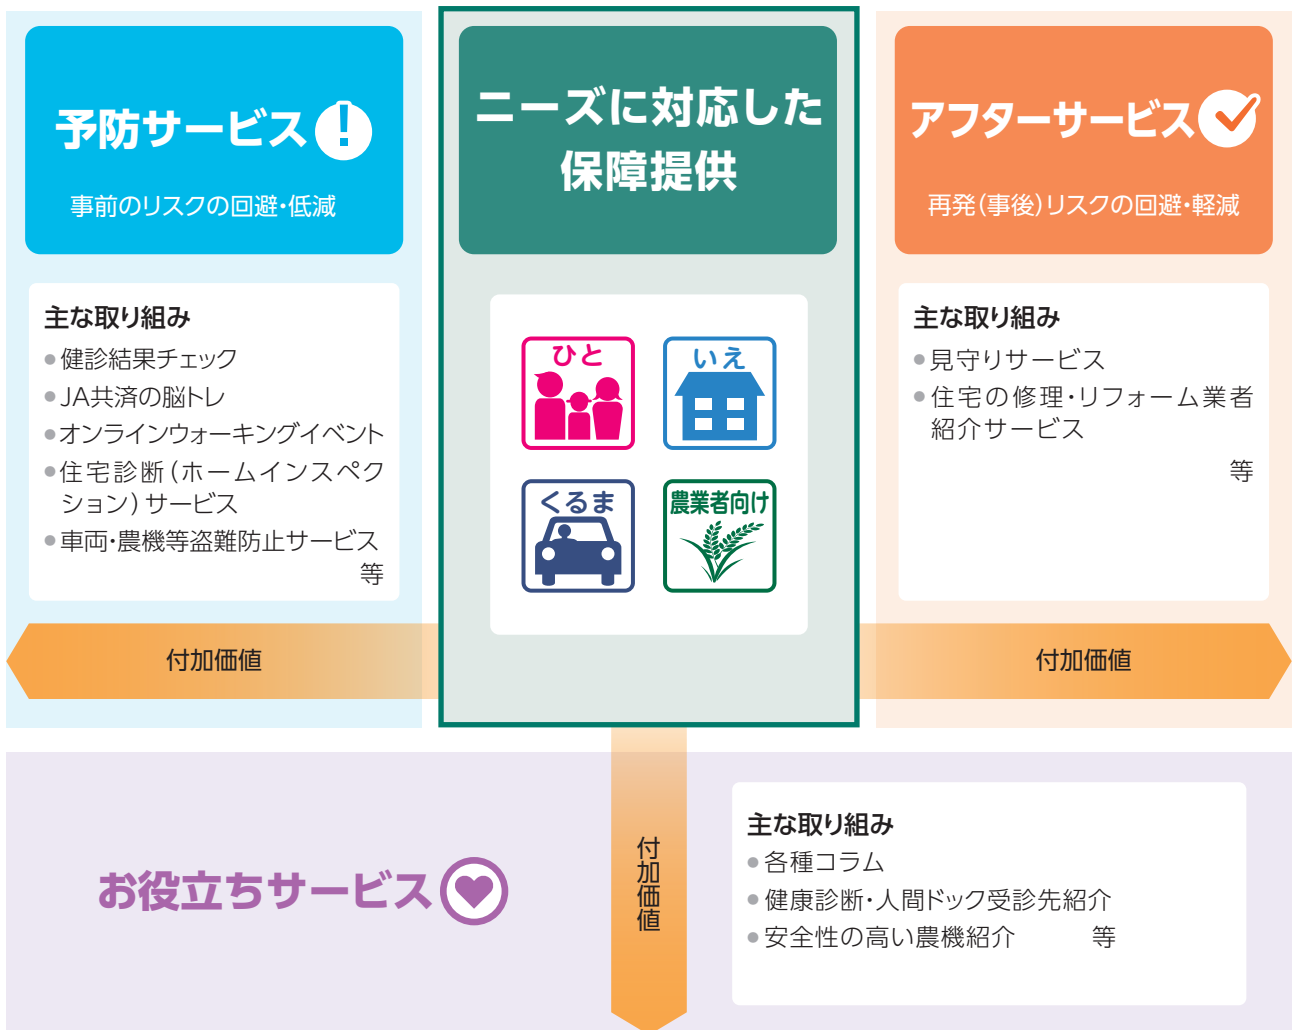 予防サービス
事前のリスクの回避・低減
主な取り組み
●健診結果チェック
●JA共済の脳トレ
●オンラインウォーキングイベント
●住宅診断(ホームインスペク
ション)サービス
●車両・農機等盗難防止サービス
等
付加価値
ニーズに対応した
保障提供
ひと
いえ
くるま
農業者向け
アフターサービス
再発(事後)リスクの回避・軽減
主な取り組み
●見守りサービス
●住宅の修理・リフォーム業者
紹介サービス
等
付加価値
お役立ちサービス
付加価値
主な取り組み
●各種コラム
●健康診断・人間ドック受診先紹介
●安全性の高い農機紹介 等